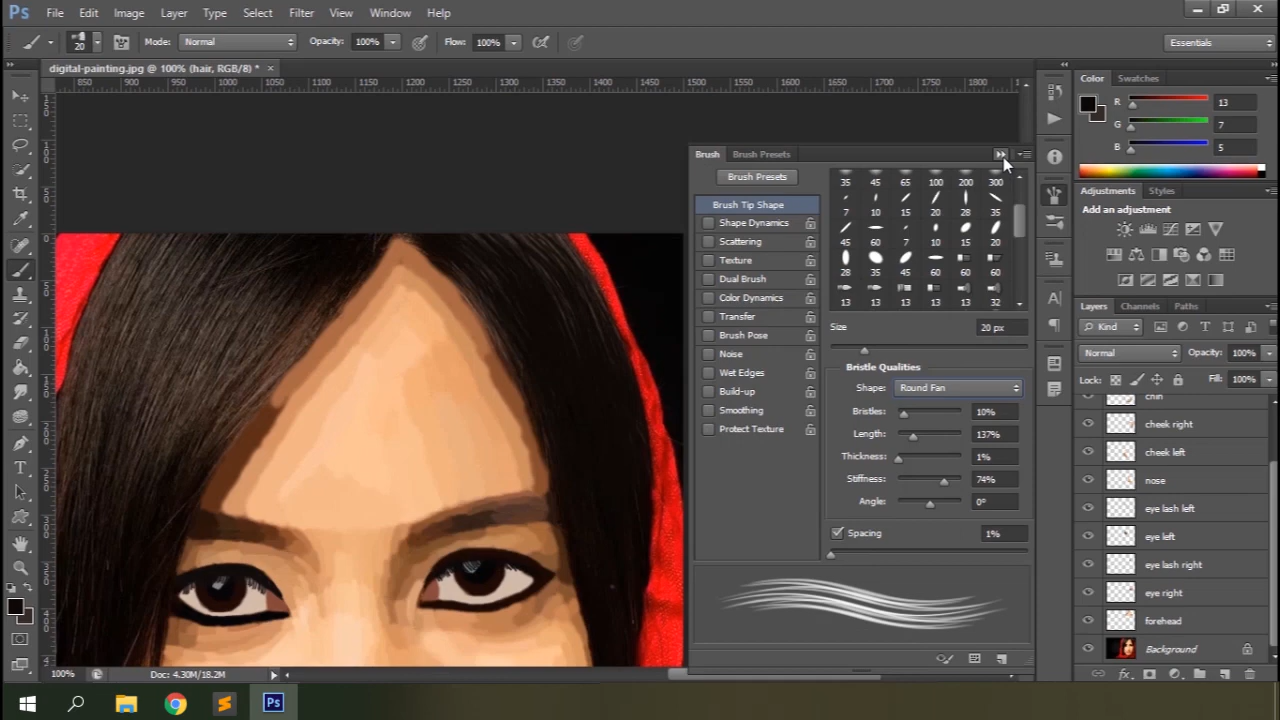 Ps File Edit Image Layer Type Select Filter View Window Help
20 Mode: Normal Opacity: 100% Flow: 100% Essentials
digital-painting.jpg @ 100% (hair, RGB/8) * ×
850 900 950 1000 1050 1100 1150 1200 1250 1300 1350 1400 1450 1500 1550 1600 1650 1700 1750 1800
Color Swatches
R 13
G 7
B 5
Adjustments Styles
Add an adjustment
Brush Brush Presets
Brush Presets
35 45 65 100 200 300
7 10 15 20 28 35
45 60 7 10 15 20
28 35 45 60 60 60
13 13 13 13 13 32
Brush Tip Shape
Shape Dynamics
Scattering
Texture
Dual Brush
Color Dynamics
Transfer
Brush Pose
Noise
Wet Edges
Build-up
Smoothing
Protect Texture
Size 20 px
Bristle Qualities
Shape: Round Fan
Bristles: 10%
Length: 137%
Thickness: 1%
Stiffness: 74%
Angle: 0°
Spacing 1%
Layers Channels Paths
Kind
Normal Opacity: 100%
Lock: Fill: 100%
chin
cheek right
cheek left
nose
eye lash left
eye left
eye lash right
eye right
forehead
Background
100% Doc: 4.30M/18.2M
Ps